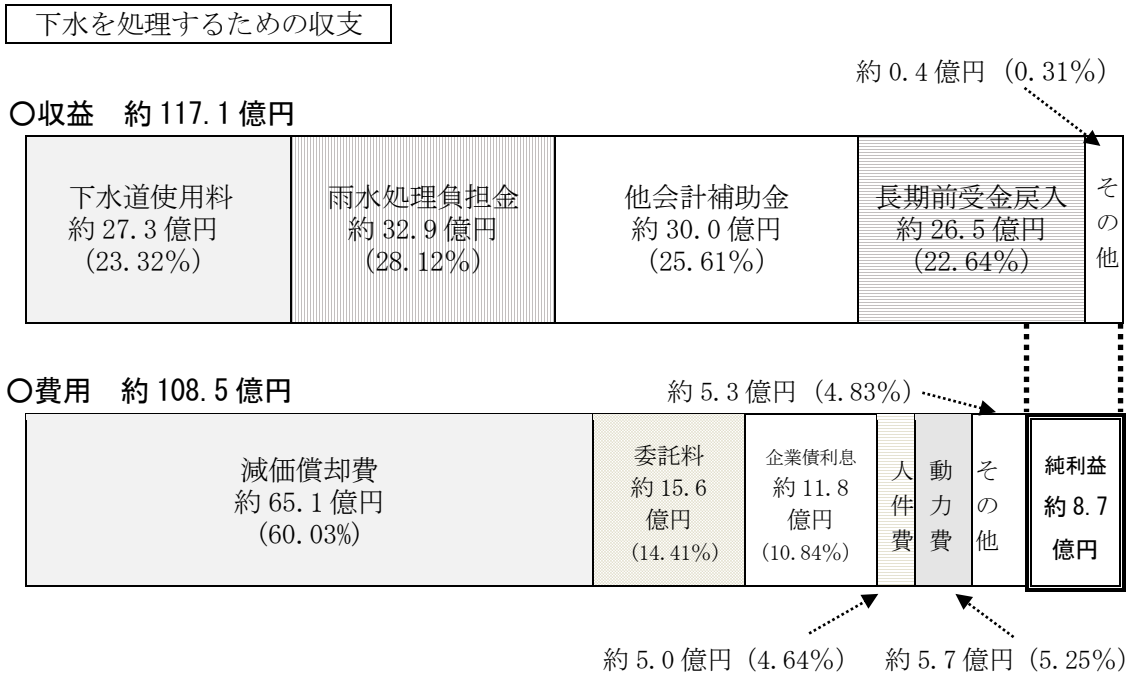 下水を処理するための収支
約 0.4 億円（0.31％）
○収益　約 117.1 億円
下水道使用料
約 27.3 億円
（23.32％）
雨水処理負担金
約 32.9 億円
（28.12％）
他会計補助金
約 30.0 億円
（25.61％）
長期前受金戻入
約 26.5 億円
（22.64％）
その他
○費用　約 108.5 億円
約 5.3 億円（4.83％）
減価償却費
約 65.1 億円
(60.03%)
委託料
約 15.6
億円
（14.41％）
企業債利息
約 11.8
億円
（10.84％）
人件費
動力費
その他
純利益
約 8.7
億円
約 5.0 億円（4.64％）
約 5.7 億円（5.25％）